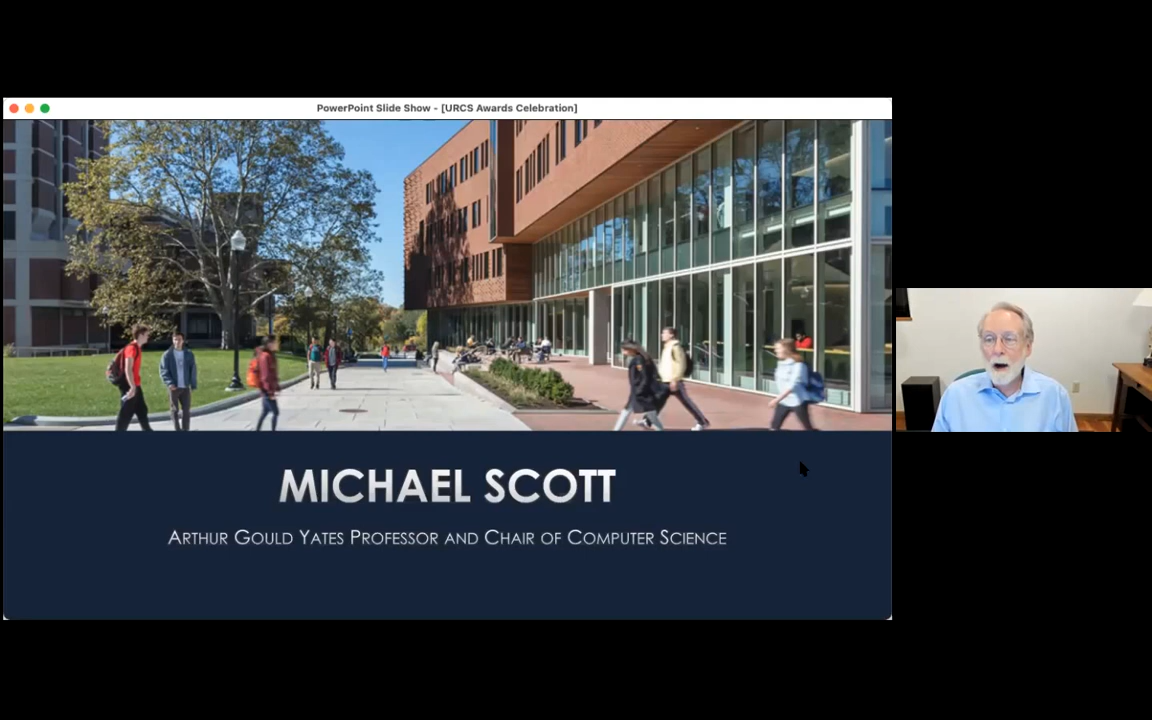 PowerPoint Slide Show - [URCS Awards Celebration]
MICHAEL SCOTT
Arthur Gould Yates Professor and Chair of Computer Science